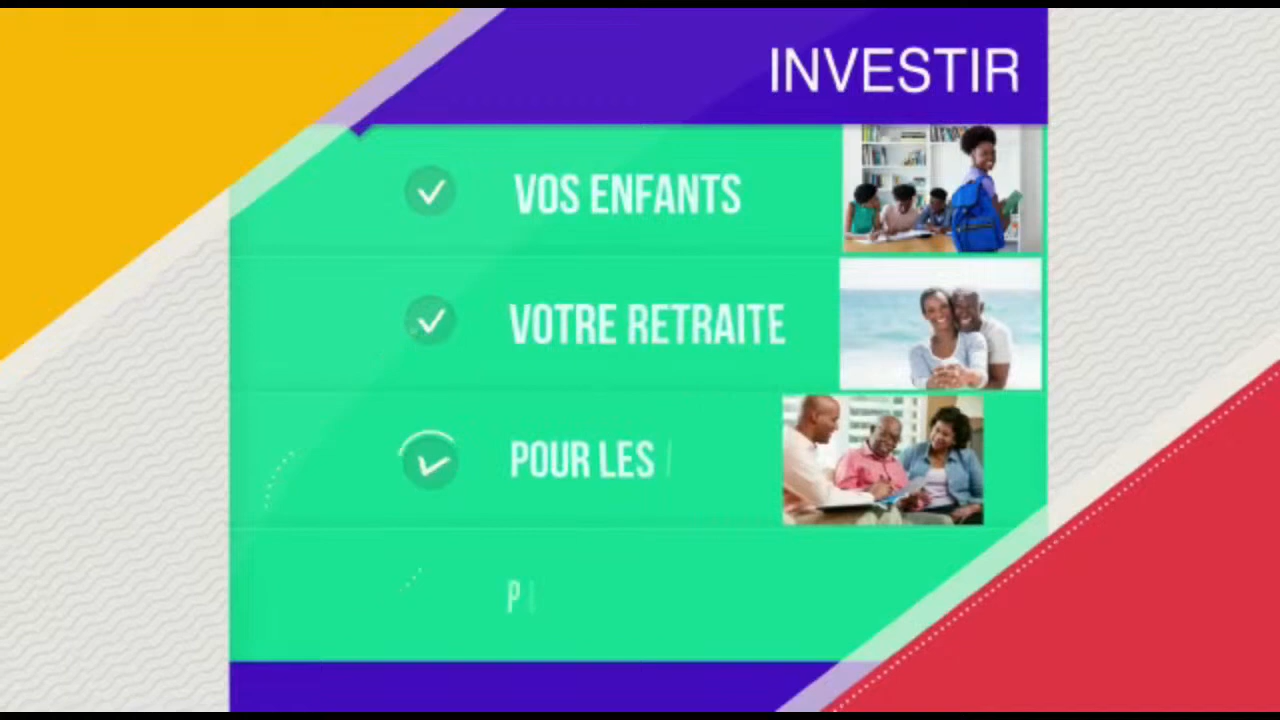 INVESTIR
VOS ENFANTS
VOTRE RETRAITE
POUR LES
P